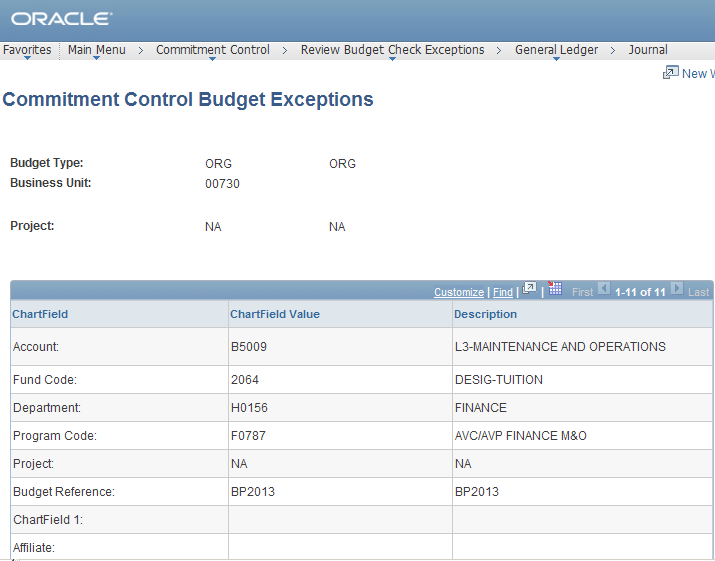 ORACLE
Favorites Main Menu > Commitment Control > Review Budget Check Exceptions > General Ledger > Journal
New W
Commitment Control Budget Exceptions
Budget Type: ORG ORG
Business Unit: 00730
Project: NA NA
Customize | Find | | First 1-11 of 11 Last
ChartField ChartField Value Description
Account: B5009 L3-MAINTENANCE AND OPERATIONS
Fund Code: 2064 DESIG-TUITION
Department: H0156 FINANCE
Program Code: F0787 AVC/AVP FINANCE M&O
Project: NA NA
Budget Reference: BP2013 BP2013
ChartField 1:
Affiliate: